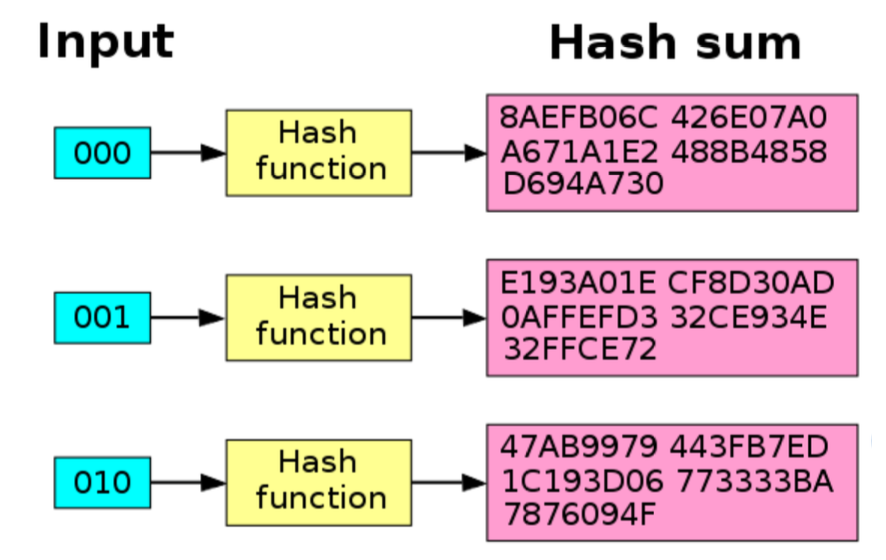 Input Hash sum
000 Hash function 8AEFB06C 426E07A0
A671A1E2 488B4858
D694A730
001 Hash function E193A01E CF8D30AD
0AFFEFD3 32CE934E
32FFCE72
010 Hash function 47AB9979 443FB7ED
1C193D06 773333BA
7876094F